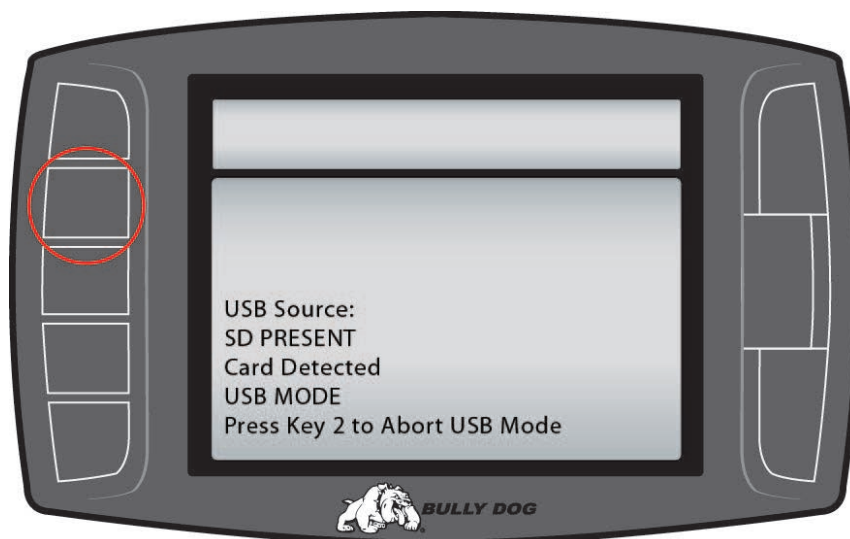 USB Source:
SD PRESENT
Card Detected
USB MODE
Press Key 2 to Abort USB Mode
BULLY DOG